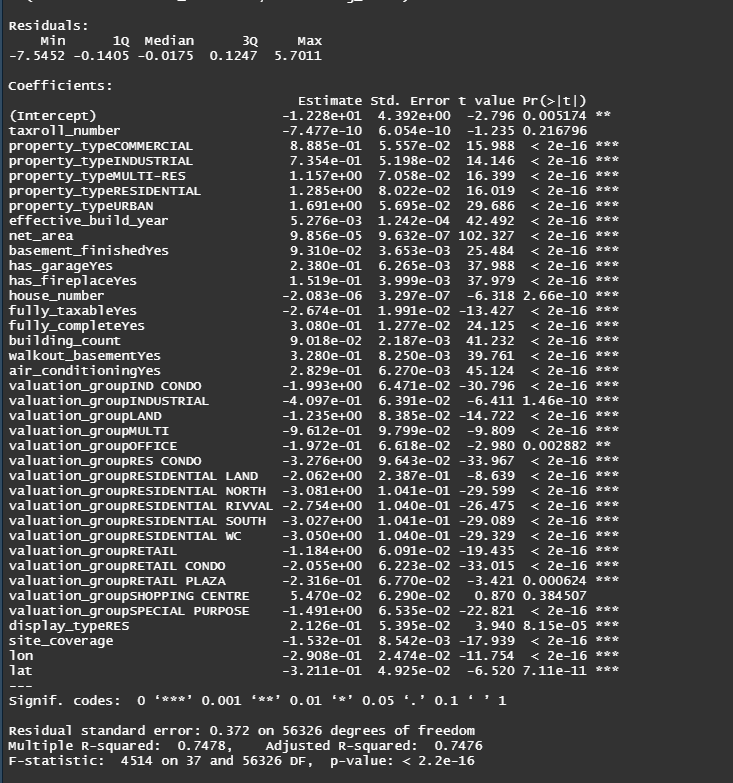 Residuals:
    Min      1Q  Median      3Q     Max
-7.5452 -0.1405 -0.0175  0.1247  5.7011
Coefficients:
Estimate Std. Error t value Pr(>|t|)
(Intercept) -1.228e+01 4.392e+00 -2.796 0.005174 **
taxroll_number -7.477e-10 6.054e-10 -1.235 0.216796
property_typeCOMMERCIAL 8.885e-01 5.557e-02 15.988 < 2e-16 ***
property_typeINDUSTRIAL 7.354e-01 5.198e-02 14.146 < 2e-16 ***
property_typeMULTI-RES 1.157e+00 7.058e-02 16.399 < 2e-16 ***
property_typeRESIDENTIAL 1.285e+00 8.022e-02 16.019 < 2e-16 ***
property_typeURBAN 1.691e+00 5.695e-02 29.686 < 2e-16 ***
effective_build_year 5.276e-03 1.242e-04 42.492 < 2e-16 ***
net_area 9.856e-05 9.632e-07 102.327 < 2e-16 ***
basement_finishedYes 9.310e-02 3.653e-03 25.484 < 2e-16 ***
has_garageYes 2.380e-01 6.265e-03 37.988 < 2e-16 ***
has_fireplaceYes 1.519e-01 3.999e-03 37.979 < 2e-16 ***
house_number -2.083e-06 3.297e-07 -6.318 2.66e-10 ***
fully_taxableYes -2.674e-01 1.991e-02 -13.427 < 2e-16 ***
fully_completeYes 3.080e-01 1.277e-02 24.125 < 2e-16 ***
building_count 9.018e-02 2.187e-03 41.232 < 2e-16 ***
walkout_basementYes 3.280e-01 8.250e-03 39.761 < 2e-16 ***
air_conditioningYes 2.829e-01 6.270e-03 45.124 < 2e-16 ***
valuation_groupIND CONDO -1.993e+00 6.471e-02 -30.796 < 2e-16 ***
valuation_groupINDUSTRIAL -4.097e-01 6.391e-02 -6.411 1.46e-10 ***
valuation_groupLAND -1.235e+00 8.385e-02 -14.722 < 2e-16 ***
valuation_groupMULTI -9.612e-01 9.799e-02 -9.809 < 2e-16 ***
valuation_groupOFFICE -1.972e-01 6.618e-02 -2.980 0.002882 **
valuation_groupRES CONDO -3.276e+00 9.643e-02 -33.967 < 2e-16 ***
valuation_groupRESIDENTIAL LAND -2.062e+00 2.387e-01 -8.639 < 2e-16 ***
valuation_groupRESIDENTIAL NORTH -3.081e+00 1.041e-01 -29.599 < 2e-16 ***
valuation_groupRESIDENTIAL RIVVAL -2.754e+00 1.040e-01 -26.475 < 2e-16 ***
valuation_groupRESIDENTIAL SOUTH -3.027e+00 1.041e-01 -29.089 < 2e-16 ***
valuation_groupRESIDENTIAL WC -3.050e+00 1.040e-01 -29.329 < 2e-16 ***
valuation_groupRETAIL -1.184e+00 6.091e-02 -19.435 < 2e-16 ***
valuation_groupRETAIL CONDO -2.055e+00 6.223e-02 -33.015 < 2e-16 ***
valuation_groupRETAIL PLAZA -2.316e-01 6.770e-02 -3.421 0.000624 ***
valuation_groupSHOPPING CENTRE 5.470e-02 6.290e-02 0.870 0.384507
valuation_groupSPECIAL PURPOSE -1.491e+00 6.535e-02 -22.821 < 2e-16 ***
display_typeRES 2.126e-01 5.395e-02 3.940 8.15e-05 ***
site_coverage -1.532e-01 8.542e-03 -17.939 < 2e-16 ***
lon -2.908e-01 2.474e-02 -11.754 < 2e-16 ***
lat -3.211e-01 4.925e-02 -6.520 7.11e-11 ***
---
Signif. codes:  0 ‘***’ 0.001 ‘**’ 0.01 ‘*’ 0.05 ‘.’ 0.1 ‘ ’ 1
Residual standard error: 0.372 on 56326 degrees of freedom
Multiple R-squared:  0.7478,    Adjusted R-squared:  0.7476
F-statistic:  4514 on 37 and 56326 DF,  p-value: < 2.2e-16